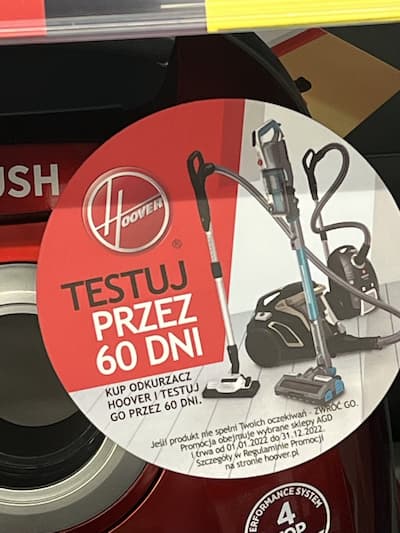 USH
HOOVER
®
TESTUJ
PRZEZ
60 DNI
KUP ODKURZACZ
HOOVER I TESTUJ
GO PRZEZ 60 DNI.
Jeśli produkt nie spełni Twoich oczekiwań - ZWRÓĆ GO.
Promocja obejmuje wybrane sklepy AGD
i trwa od 01.01.2022 do 31.12.2022.
Szczegóły w Regulaminie Promocji
na stronie hoover.pl
PERFORMANCE SYSTEM
4